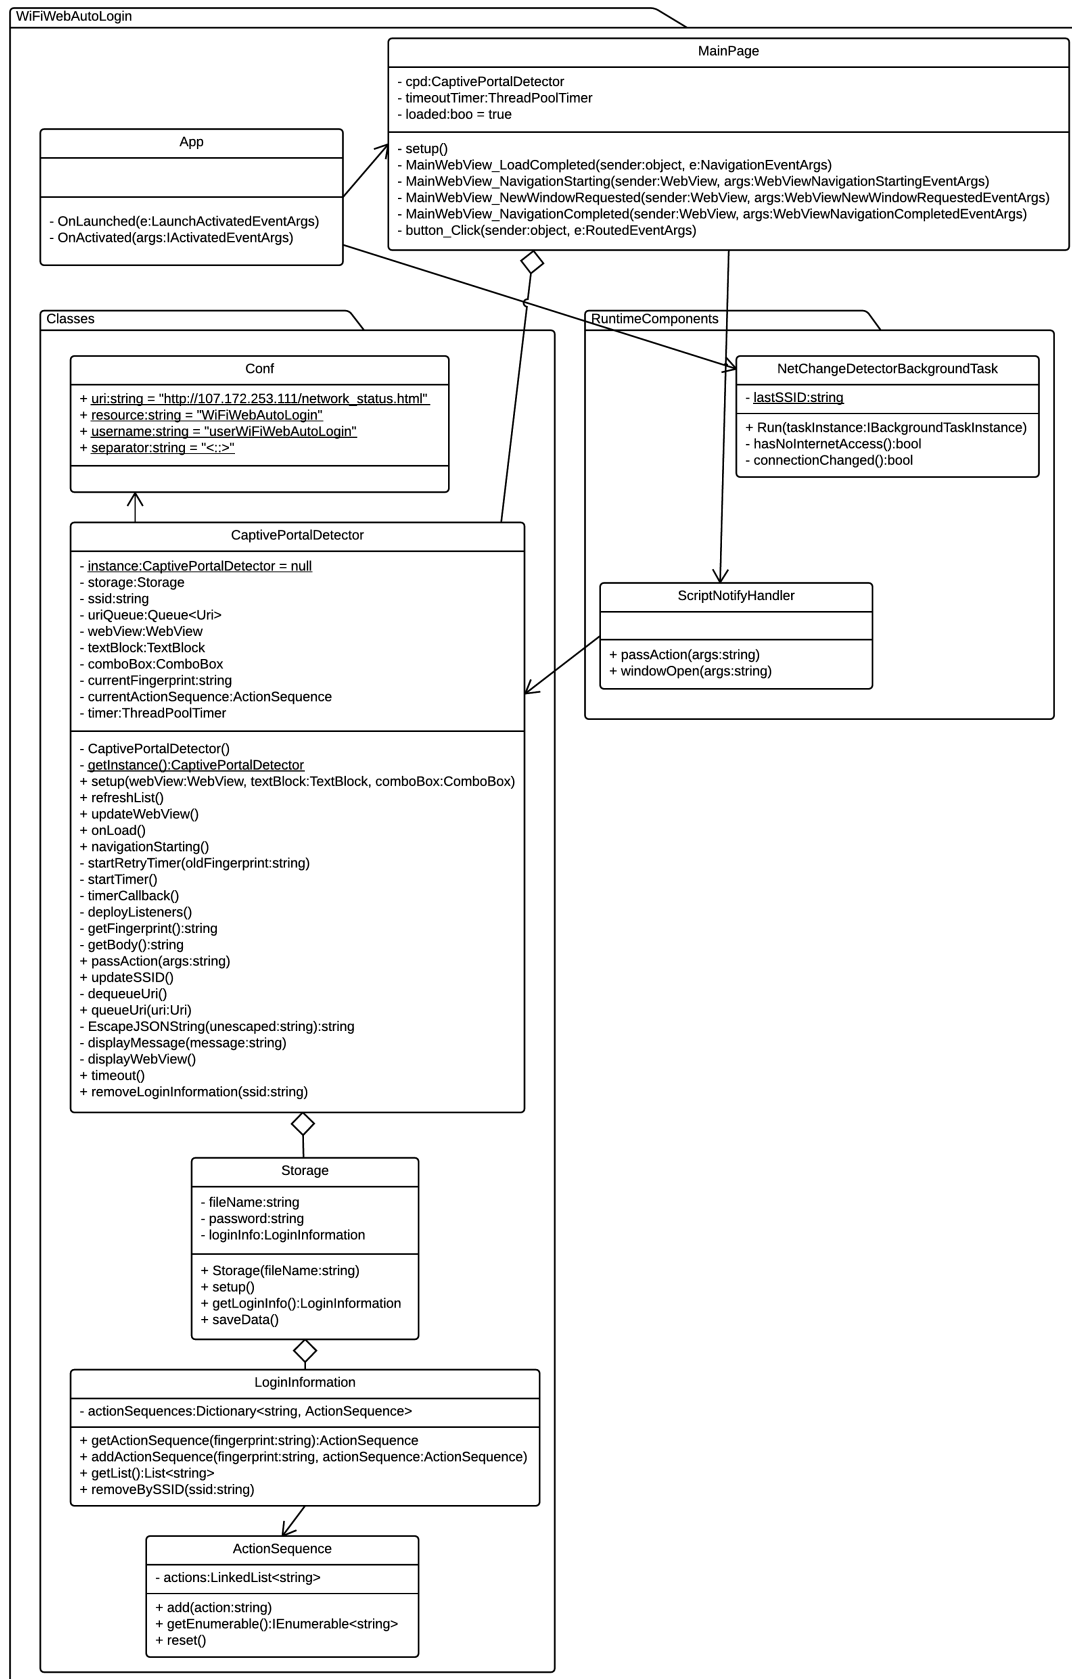 WiFiWebAutoLogin
MainPage
- cpd:CaptivePortalDetector
- timeoutTimer:ThreadPoolTimer
- loaded:boo = true
- setup()
- MainWebView_LoadCompleted(sender:object, e:NavigationEventArgs)
- MainWebView_NavigationStarting(sender:WebView, args:WebViewNavigationStartingEventArgs)
- MainWebView_NewWindowRequested(sender:WebView, args:WebViewNewWindowRequestedEventArgs)
- MainWebView_NavigationCompleted(sender:WebView, args:WebViewNavigationCompletedEventArgs)
- button_Click(sender:object, e:RoutedEventArgs)
App
- OnLaunched(e:LaunchActivatedEventArgs)
- OnActivated(args:IActivatedEventArgs)
Classes
Conf
+ uri:string = "http://107.172.253.111/network_status.html"
+ resource:string = "WiFiWebAutoLogin"
+ username:string = "userWiFiWebAutoLogin"
+ separator:string = "<::>"
CaptivePortalDetector
- instance:CaptivePortalDetector = null
- storage:Storage
- ssid:string
- uriQueue:Queue<Uri>
- webView:WebView
- textBlock:TextBlock
- comboBox:ComboBox
- currentFingerprint:string
- currentActionSequence:ActionSequence
- timer:ThreadPoolTimer
- CaptivePortalDetector()
- getInstance():CaptivePortalDetector
+ setup(webView:WebView, textBlock:TextBlock, comboBox:ComboBox)
+ refreshList()
+ updateWebView()
+ onLoad()
+ navigationStarting()
- startRetryTimer(oldFingerprint:string)
- startTimer()
- timerCallback()
- deployListeners()
- getFingerprint():string
- getBody():string
+ passAction(args:string)
+ updateSSID()
- dequeueUri()
+ queueUri(uri:Uri)
- EscapeJSONString(unescaped:string):string
- displayMessage(message:string)
- displayWebView()
+ timeout()
+ removeLoginInformation(ssid:string)
Storage
- fileName:string
- password:string
- loginInfo:LoginInformation
+ Storage(fileName:string)
+ setup()
+ getLoginInfo():LoginInformation
+ saveData()
LoginInformation
- actionSequences:Dictionary<string, ActionSequence>
+ getActionSequence(fingerprint:string):ActionSequence
+ addActionSequence(fingerprint:string, actionSequence:ActionSequence)
+ getList():List<string>
+ removeBySSID(ssid:string)
ActionSequence
- actions:LinkedList<string>
+ add(action:string)
+ getEnumerable():IEnumerable<string>
+ reset()
RuntimeComponents
NetChangeDetectorBackgroundTask
- lastSSID:string
+ Run(taskInstance:IBackgroundTaskInstance)
- hasNoInternetAccess():bool
- connectionChanged():bool
ScriptNotifyHandler
+ passAction(args:string)
+ windowOpen(args:string)